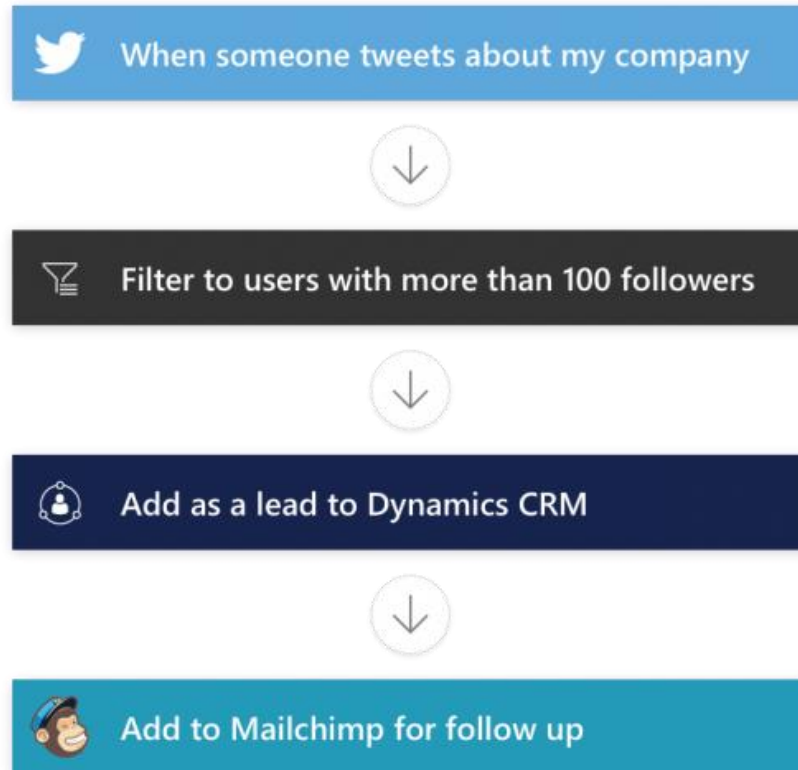 When someone tweets about my company
Filter to users with more than 100 followers
Add as a lead to Dynamics CRM
Add to Mailchimp for follow up